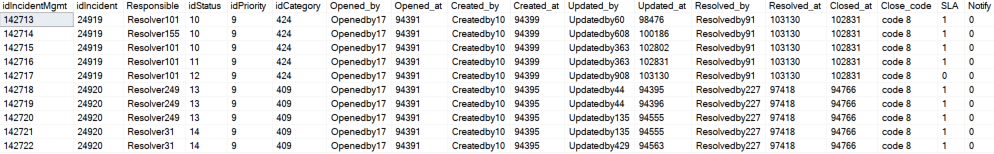 idIncidentMgmt idIncident Responsible idStatus idPriority idCategory Opened_by Opened_at Created_by Created_at Updated_by Updated_at Resolved_by Resolved_at Closed_at Close_code SLA Notify
142713 24919 Resolver101 10 9 424 Openedby17 94391 Createdby10 94399 Updatedby60 98476 Resolvedby91 103130 102831 code 8 1 0
142714 24919 Resolver155 10 9 424 Openedby17 94391 Createdby10 94399 Updatedby608 100186 Resolvedby91 103130 102831 code 8 1 0
142715 24919 Resolver101 10 9 424 Openedby17 94391 Createdby10 94399 Updatedby363 102802 Resolvedby91 103130 102831 code 8 1 0
142716 24919 Resolver101 11 9 424 Openedby17 94391 Createdby10 94399 Updatedby363 102831 Resolvedby91 103130 102831 code 8 1 0
142717 24919 Resolver101 12 9 424 Openedby17 94391 Createdby10 94399 Updatedby908 103130 Resolvedby91 103130 102831 code 8 0 0
142718 24920 Resolver249 13 9 409 Openedby17 94391 Createdby10 94395 Updatedby44 94395 Resolvedby227 97418 94766 code 8 1 0
142719 24920 Resolver249 13 9 409 Openedby17 94391 Createdby10 94395 Updatedby44 94396 Resolvedby227 97418 94766 code 8 1 0
142720 24920 Resolver249 13 9 409 Openedby17 94391 Createdby10 94395 Updatedby135 94555 Resolvedby227 97418 94766 code 8 1 0
142721 24920 Resolver31 14 9 409 Openedby17 94391 Createdby10 94395 Updatedby135 94555 Resolvedby227 97418 94766 code 8 1 0
142722 24920 Resolver31 14 9 409 Openedby17 94391 Createdby10 94395 Updatedby429 94563 Resolvedby227 97418 94766 code 8 1 0